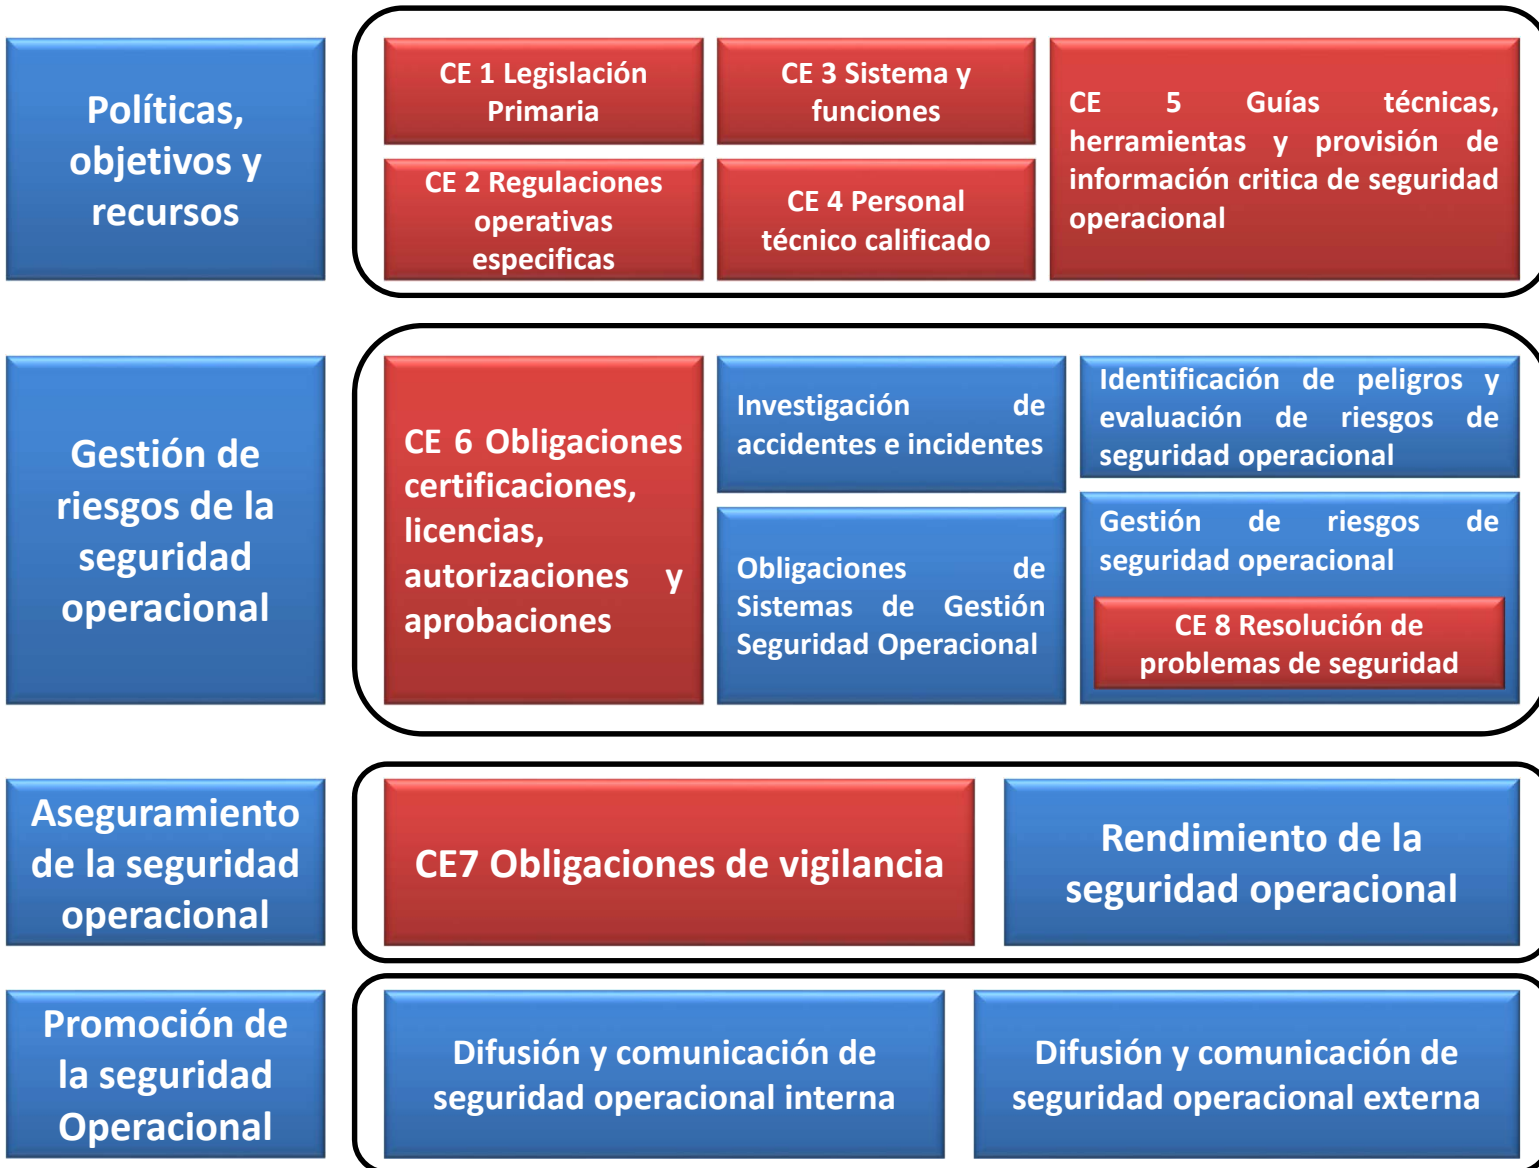 Políticas,
objetivos y
recursos
CE 1 Legislación
Primaria
CE 3 Sistema y
funciones
CE 5 Guías técnicas,
herramientas y provisión de
información critica de seguridad
operacional
CE 2 Regulaciones
operativas
especificas
CE 4 Personal
técnico calificado
Gestión de
riesgos de la
seguridad
operacional
CE 6 Obligaciones
certificaciones,
licencias,
autorizaciones y
aprobaciones
Investigación de
accidentes e incidentes
Identificación de peligros y
evaluación de riesgos de
seguridad operacional
Obligaciones de
Sistemas de Gestión
Seguridad Operacional
Gestión de riesgos de
seguridad operacional
CE 8 Resolución de
problemas de seguridad
Aseguramiento
de la seguridad
operacional
CE7 Obligaciones de vigilancia
Rendimiento de la
seguridad operacional
Promoción de
la seguridad
Operacional
Difusión y comunicación de
seguridad operacional interna
Difusión y comunicación de
seguridad operacional externa